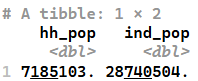 # A tibble: 1 × 2
hh_pop ind_pop
<dbl> <dbl>
1 7185103. 28740504.